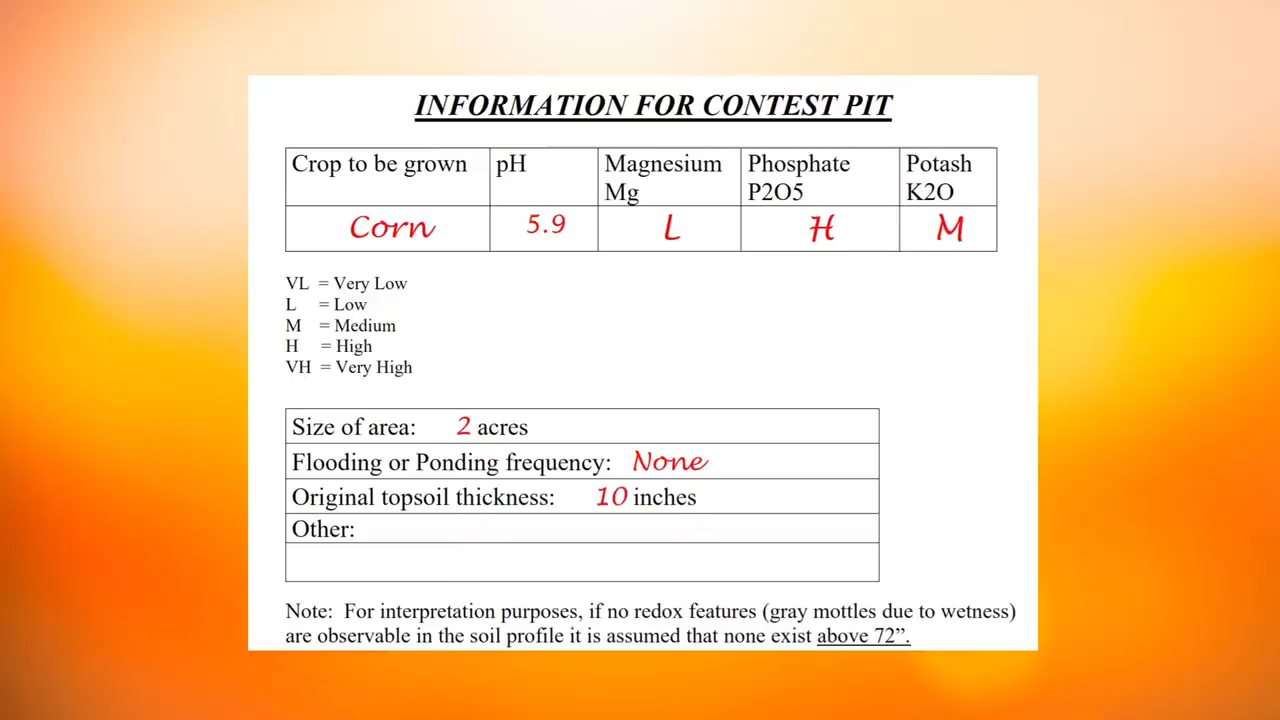 INFORMATION FOR CONTEST PIT
Crop to be grown pH Magnesium Mg Phosphate P2O5 Potash K2O
Corn 5.9 L H M
VL = Very Low
L = Low
M = Medium
H = High
VH = Very High
Size of area: 2 acres
Flooding or Ponding frequency: None
Original topsoil thickness: 10 inches
Other:
Note: For interpretation purposes, if no redox features (gray mottles due to wetness)
are observable in the soil profile it is assumed that none exist above 72”.